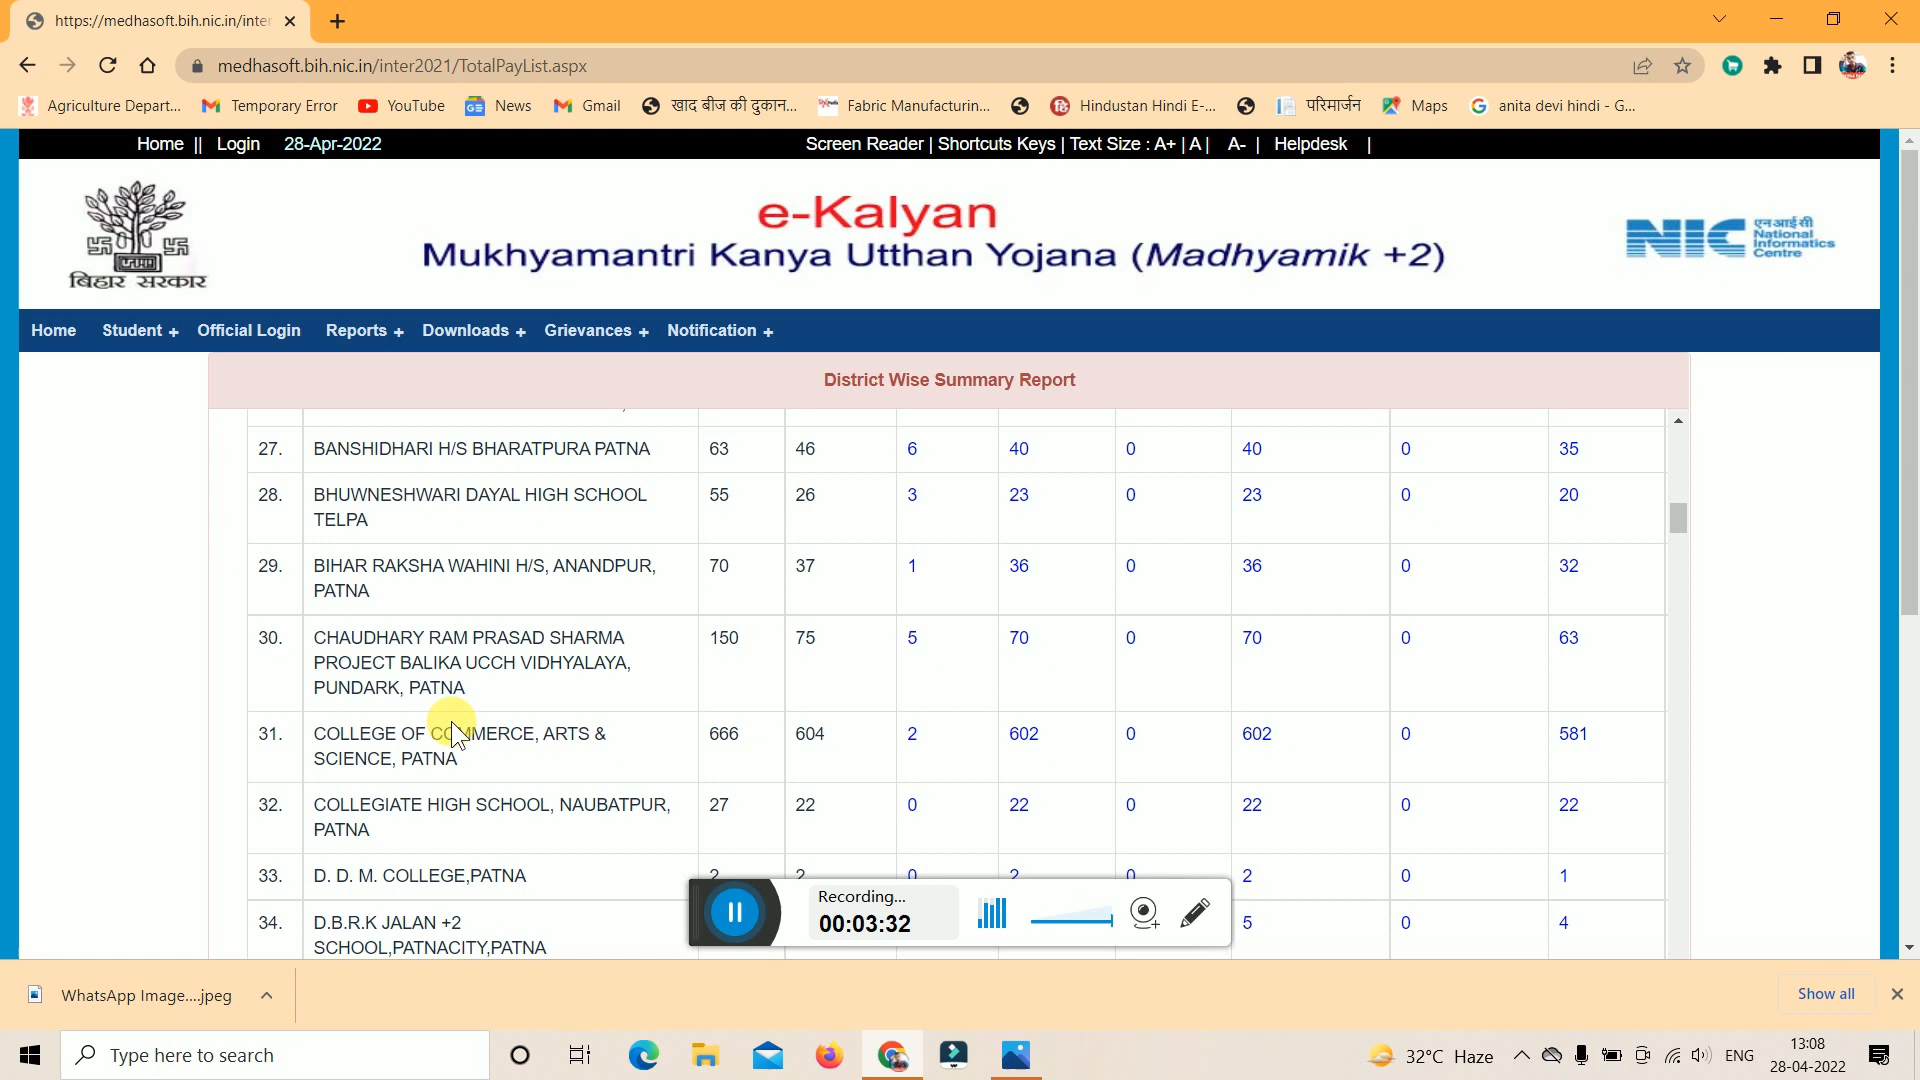 https://medhasoft.bih.nic.in/inter
medhasoft.bih.nic.in/inter2021/TotalPayList.aspx
Agriculture Depart... Temporary Error YouTube News Gmail खाद बीज की दुकान... Fabric Manufacturin... Hindustan Hindi E-... परिमार्जन Maps anita devi hindi - G...
Home || Login 28-Apr-2022 Screen Reader | Shortcuts Keys | Text Size : A+ | A | A- | Helpdesk |
बिहार सरकार
e-Kalyan
Mukhyamantri Kanya Utthan Yojana (Madhyamik +2)
NIC एन आई सी
National
Informatics
Centre
Home Student + Official Login Reports + Downloads + Grievances + Notification +
District Wise Summary Report
27. BANSHIDHARI H/S BHARATPURA PATNA 63 46 6 40 0 40 0 35
28. BHUWNESHWARI DAYAL HIGH SCHOOL 55 26 3 23 0 23 0 20
TELPA
29. BIHAR RAKSHA WAHINI H/S, ANANDPUR, 70 37 1 36 0 36 0 32
PATNA
30. CHAUDHARY RAM PRASAD SHARMA 150 75 5 70 0 70 0 63
PROJECT BALIKA UCCH VIDHYALAYA,
PUNDARK, PATNA
31. COLLEGE OF COMMERCE, ARTS & 666 604 2 602 0 602 0 581
SCIENCE, PATNA
32. COLLEGIATE HIGH SCHOOL, NAUBATPUR, 27 22 0 22 0 22 0 22
PATNA
33. D. D. M. COLLEGE,PATNA 2 2 0 2 0 2 0 1
34. D.B.R.K JALAN +2 5 0 4
SCHOOL,PATNACITY,PATNA
Recording...
00:03:32
WhatsApp Image....jpeg Show all
Type here to search 32°C Haze ENG 13:08
28-04-2022